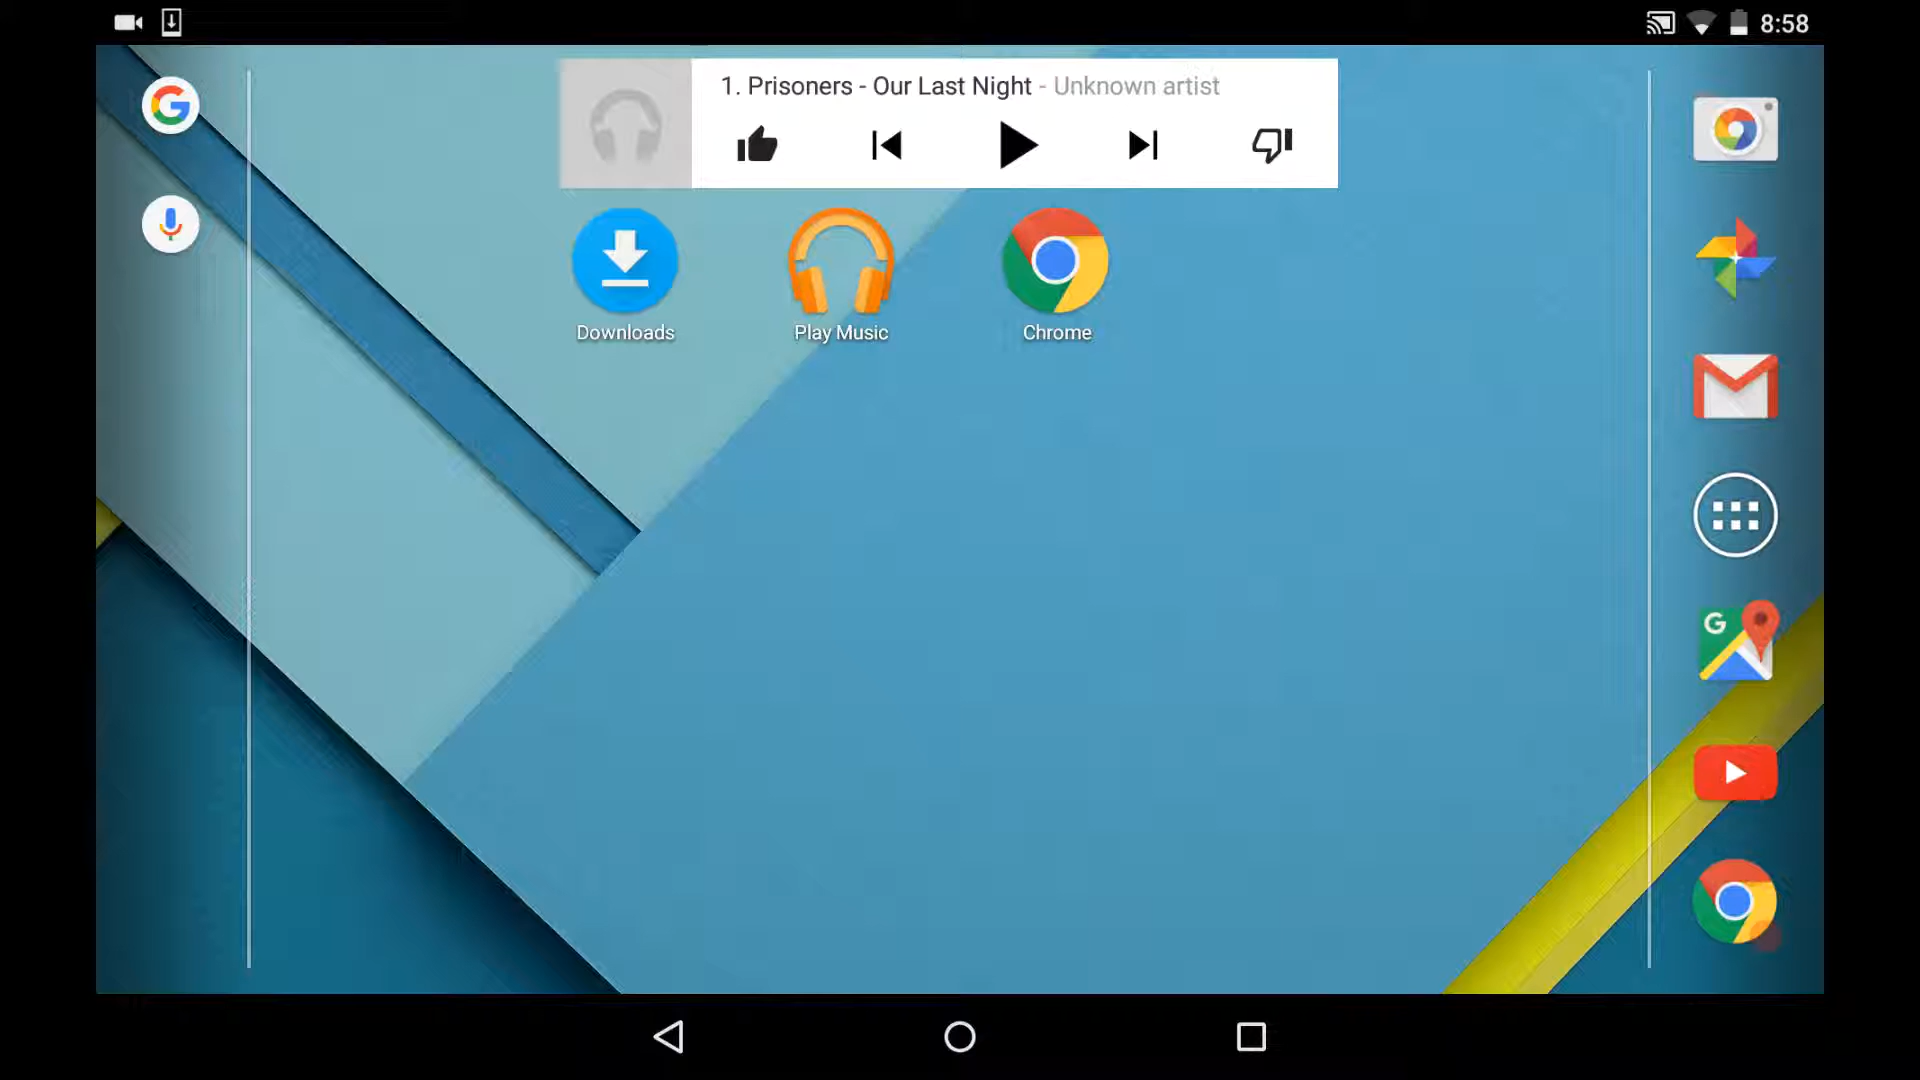 8:58
1. Prisoners - Our Last Night - Unknown artist
Downloads
Play Music
Chrome